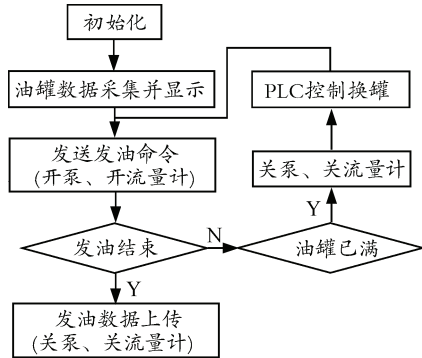 初始化
油罐数据采集并显示
PLC控制换罐
发送发油命令
(开泵、开流量计)
关泵、关流量计
Y
发油结束
N
油罐已满
Y
发油数据上传
(关泵、关流量计)